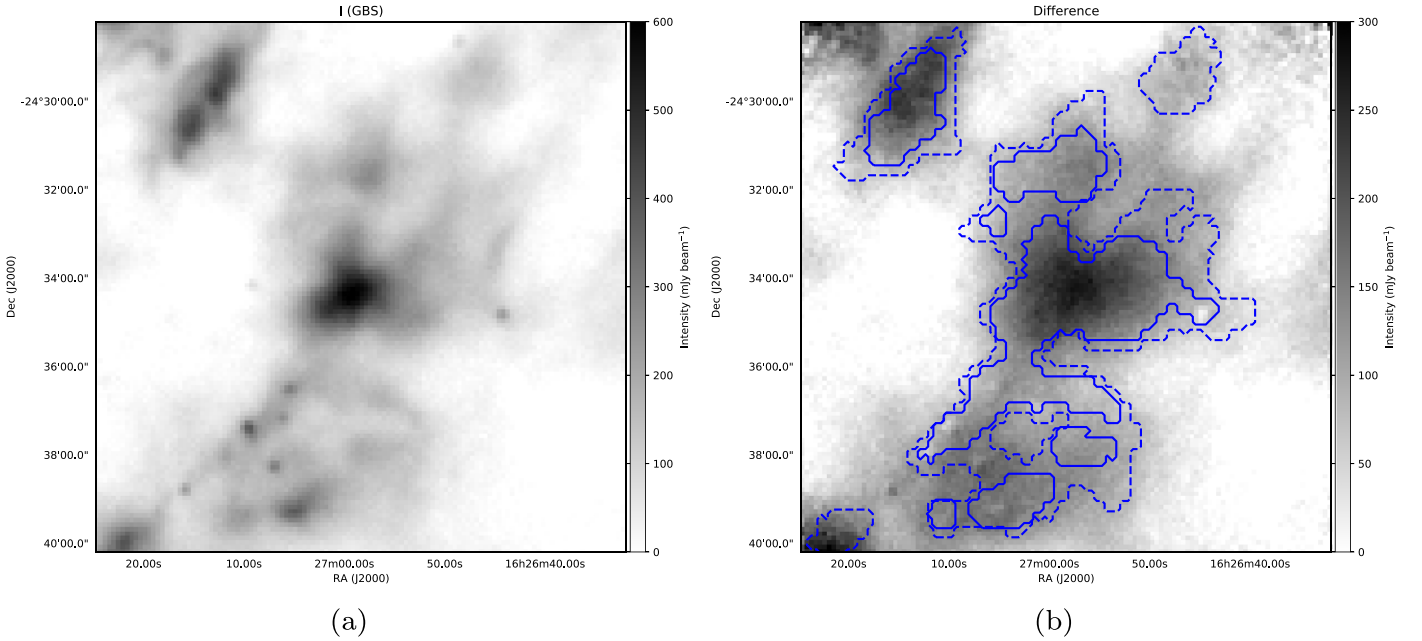 I (GBS)
-24°30'00.0"
32'00.0"
34'00.0"
36'00.0"
38'00.0"
40'00.0"
Dec (J2000)
20.00s
10.00s
27m00.00s
50.00s
16h26m40.00s
RA (J2000)
600
500
400
300
200
100
0
Intensity (mJy beam⁻¹)
(a)
Difference
-24°30'00.0"
32'00.0"
34'00.0"
36'00.0"
38'00.0"
40'00.0"
Dec (J2000)
20.00s
10.00s
27m00.00s
50.00s
16h26m40.00s
RA (J2000)
300
250
200
150
100
50
0
Intensity (mJy beam⁻¹)
(b)